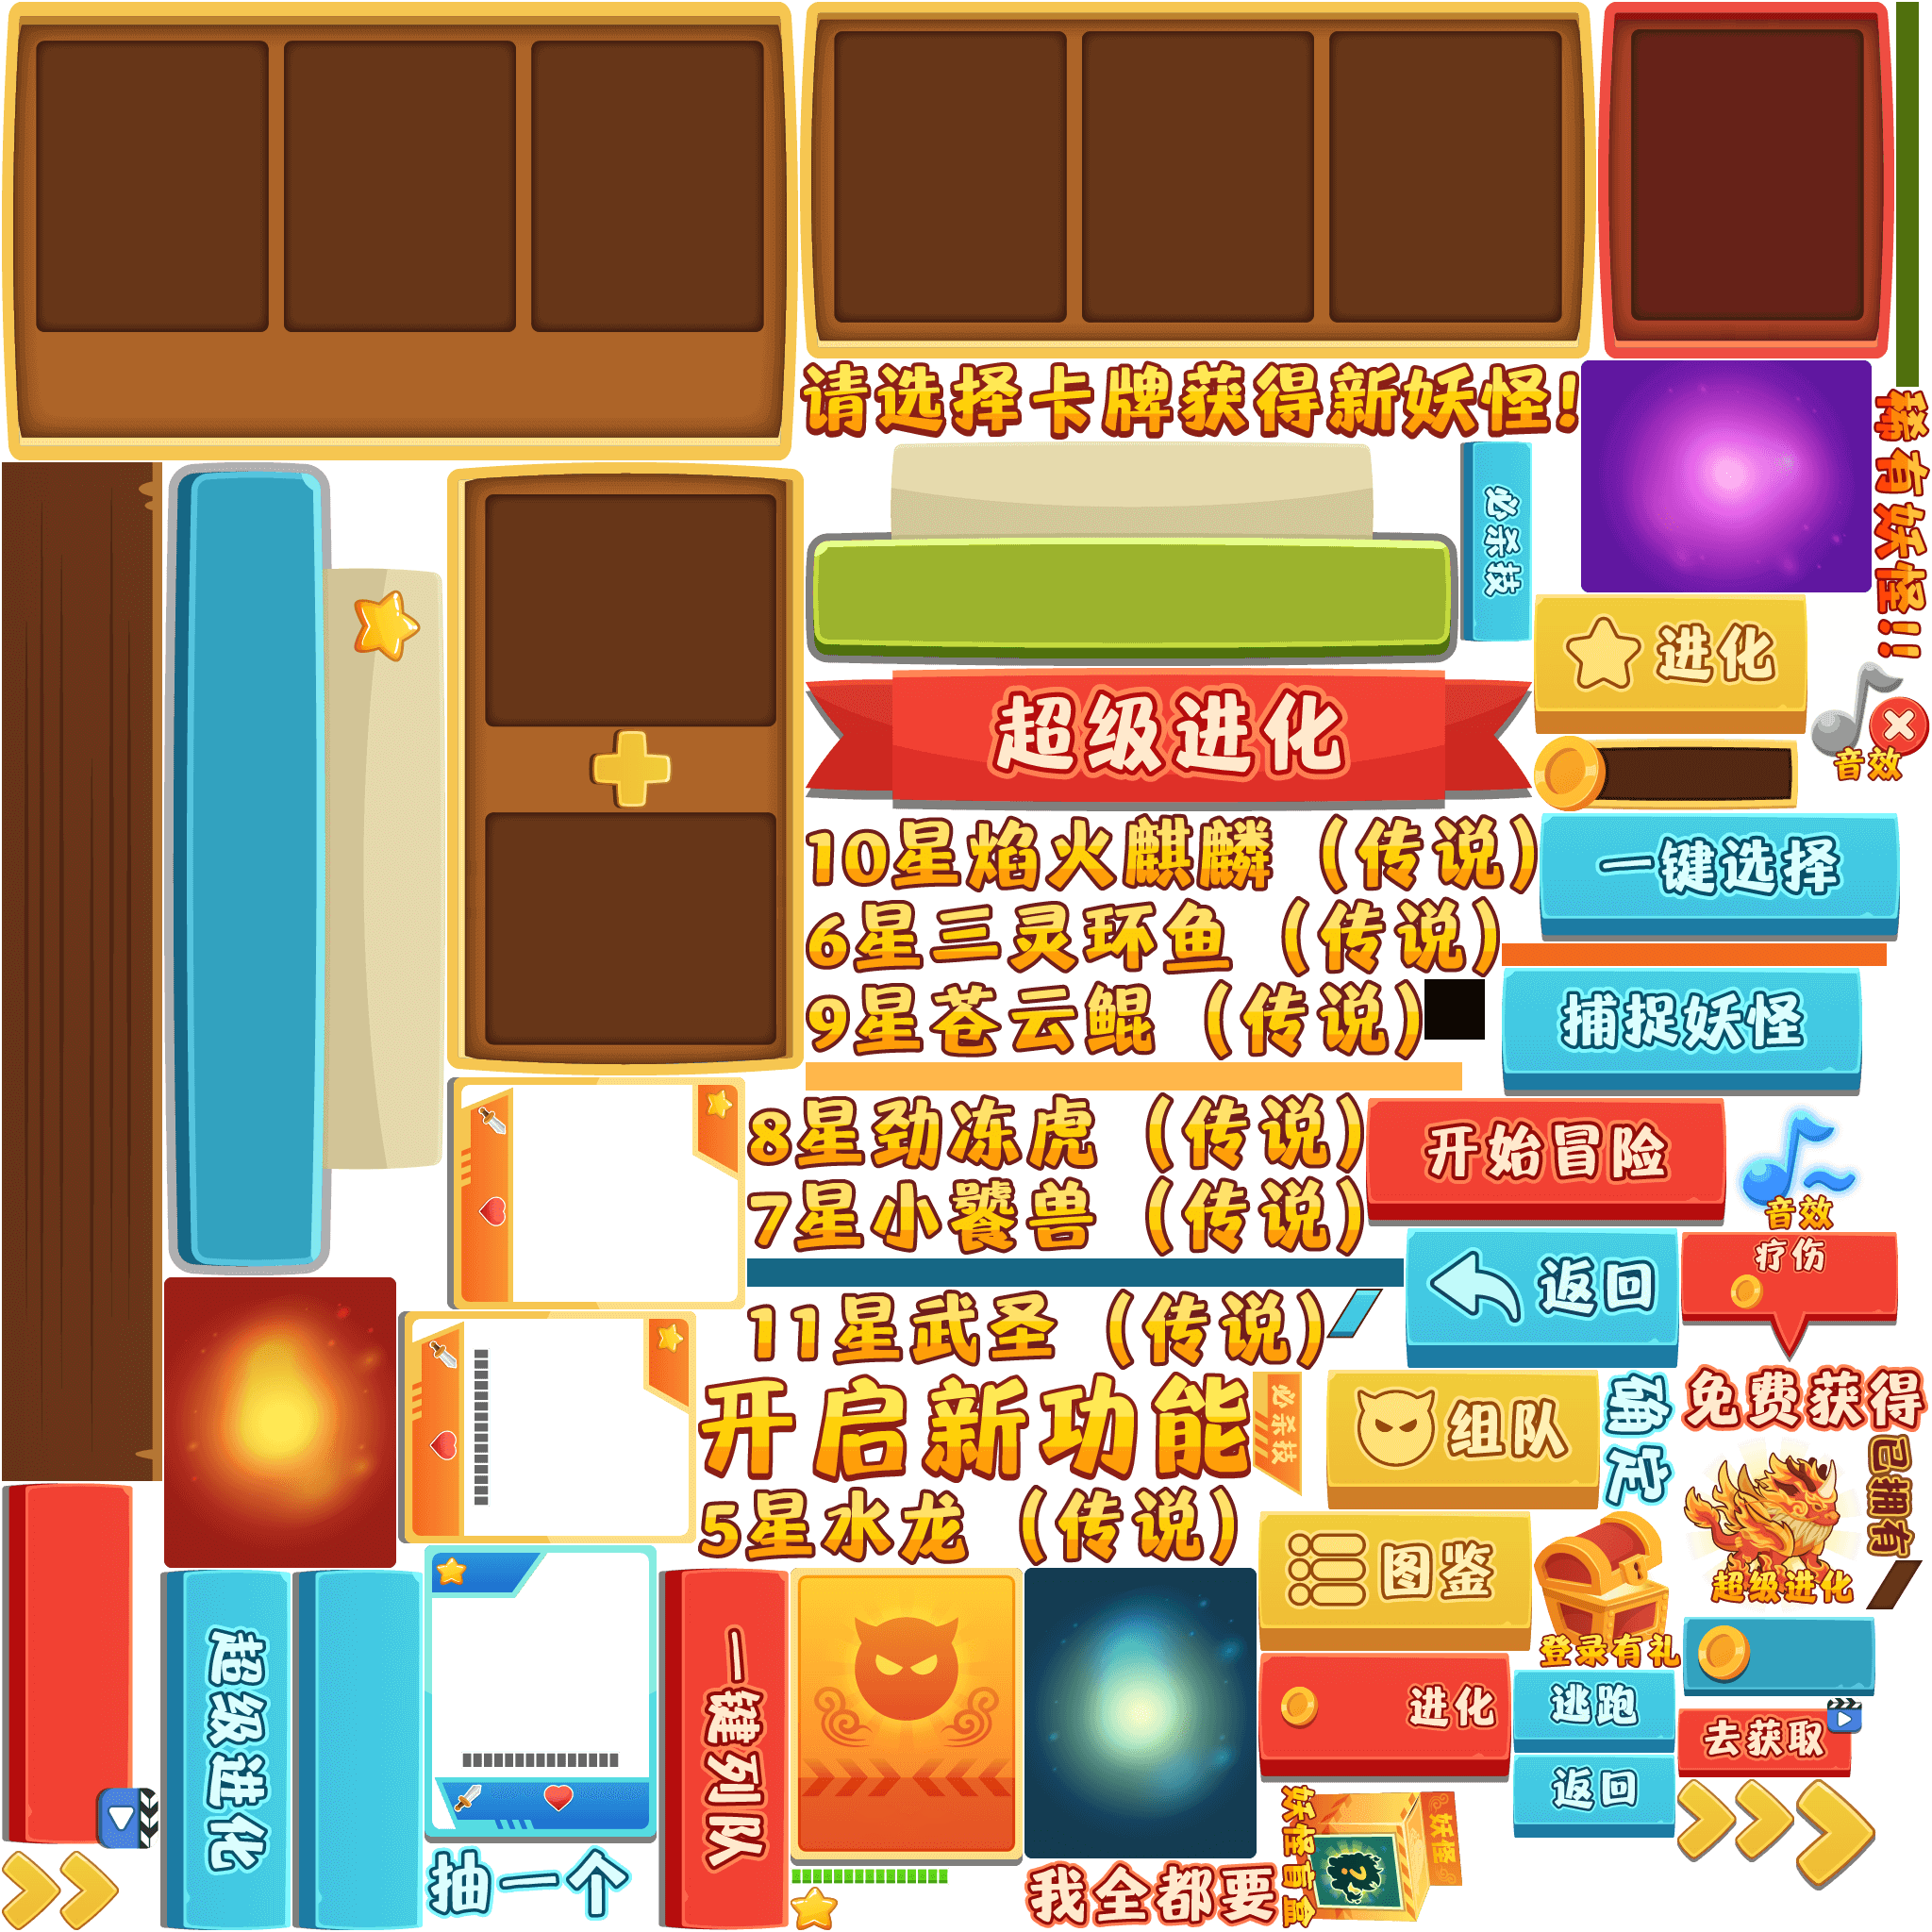 请选择卡牌获得新妖怪!
稀有妖怪!!
必杀技
进化
超级进化
音效
10星焰火麒麟（传说）
一键选择
6星三灵环鱼（传说）
9星苍云鲲（传说）
捕捉妖怪
8星劲冻虎（传说）
开始冒险
7星小饕兽（传说）
音效
返回
疗伤
11星武圣（传说）
开启新功能
必杀技
组队
确定
免费获得
已拥有
5星水龙（传说）
图鉴
超级进化
登录有礼
超级进化
一键列队
进化
逃跑
去获取
返回
抽一个
我全都要
妖怪盲盒
妖怪
?